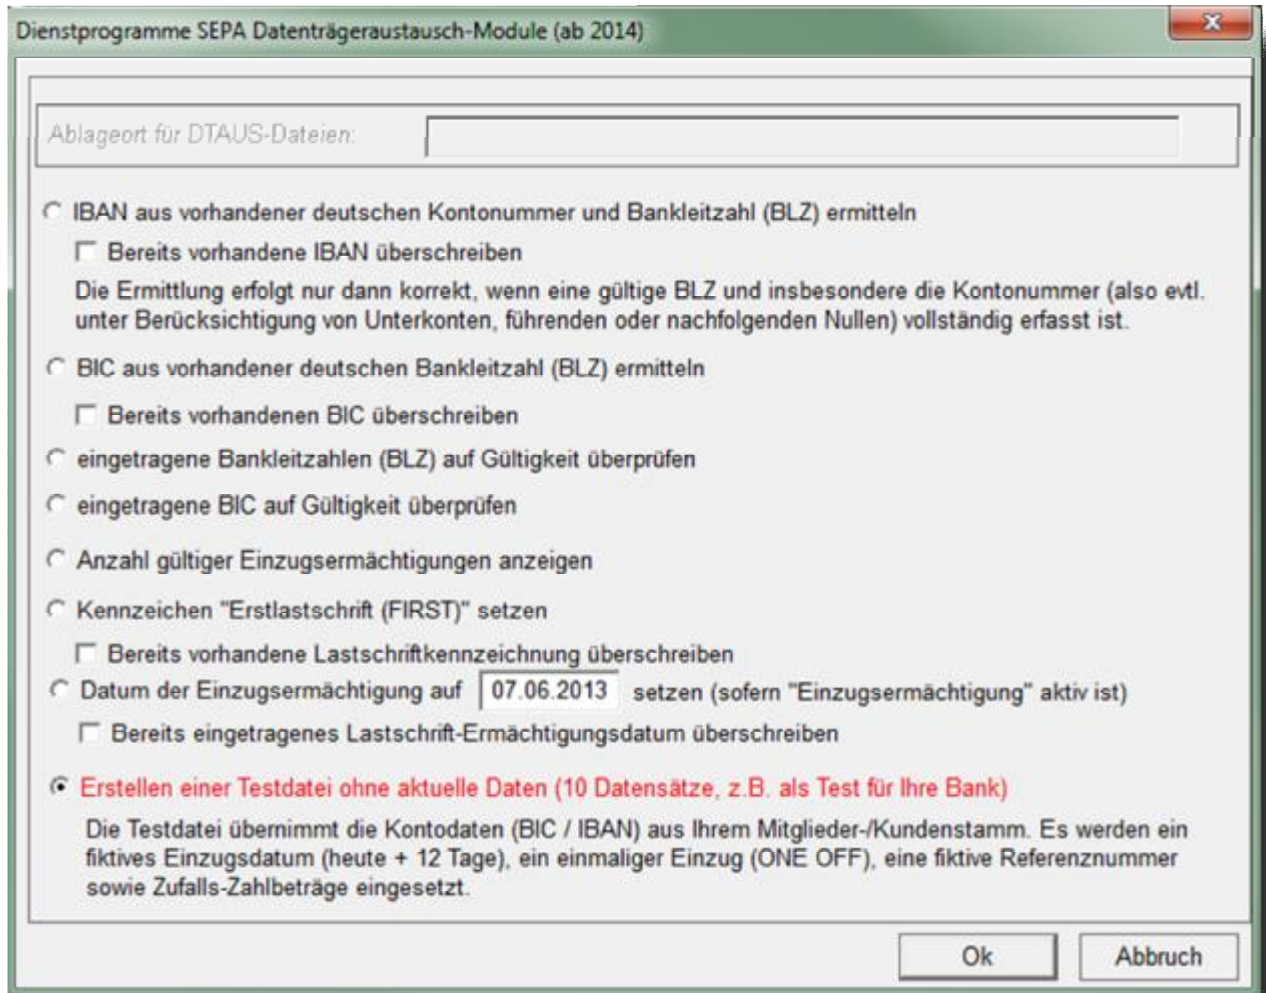 Dienstprogramme SEPA Datenträgeraustausch-Module (ab 2014)
Ablageort für DTAUS-Dateien:
IBAN aus vorhandener deutschen Kontonummer und Bankleitzahl (BLZ) ermitteln
Bereits vorhandene IBAN überschreiben
Die Ermittlung erfolgt nur dann korrekt, wenn eine gültige BLZ und insbesondere die Kontonummer (also evtl.
unter Berücksichtigung von Unterkonten, führenden oder nachfolgenden Nullen) vollständig erfasst ist.
BIC aus vorhandener deutschen Bankleitzahl (BLZ) ermitteln
Bereits vorhandenen BIC überschreiben
eingetragene Bankleitzahlen (BLZ) auf Gültigkeit überprüfen
eingetragene BIC auf Gültigkeit überprüfen
Anzahl gültiger Einzugsermächtigungen anzeigen
Kennzeichen "Erstlastschrift (FIRST)" setzen
Bereits vorhandene Lastschriftkennzeichnung überschreiben
Datum der Einzugsermächtigung auf 07.06.2013 setzen (sofern "Einzugsermächtigung" aktiv ist)
Bereits eingetragenes Lastschrift-Ermächtigungsdatum überschreiben
Erstellen einer Testdatei ohne aktuelle Daten (10 Datensätze, z.B. als Test für Ihre Bank)
Die Testdatei übernimmt die Kontodaten (BIC / IBAN) aus Ihrem Mitglieder-/Kundenstamm. Es werden ein
fiktives Einzugsdatum (heute + 12 Tage), ein einmaliger Einzug (ONE OFF), eine fiktive Referenznummer
sowie Zufalls-Zahlbeträge eingesetzt.
Ok Abbruch